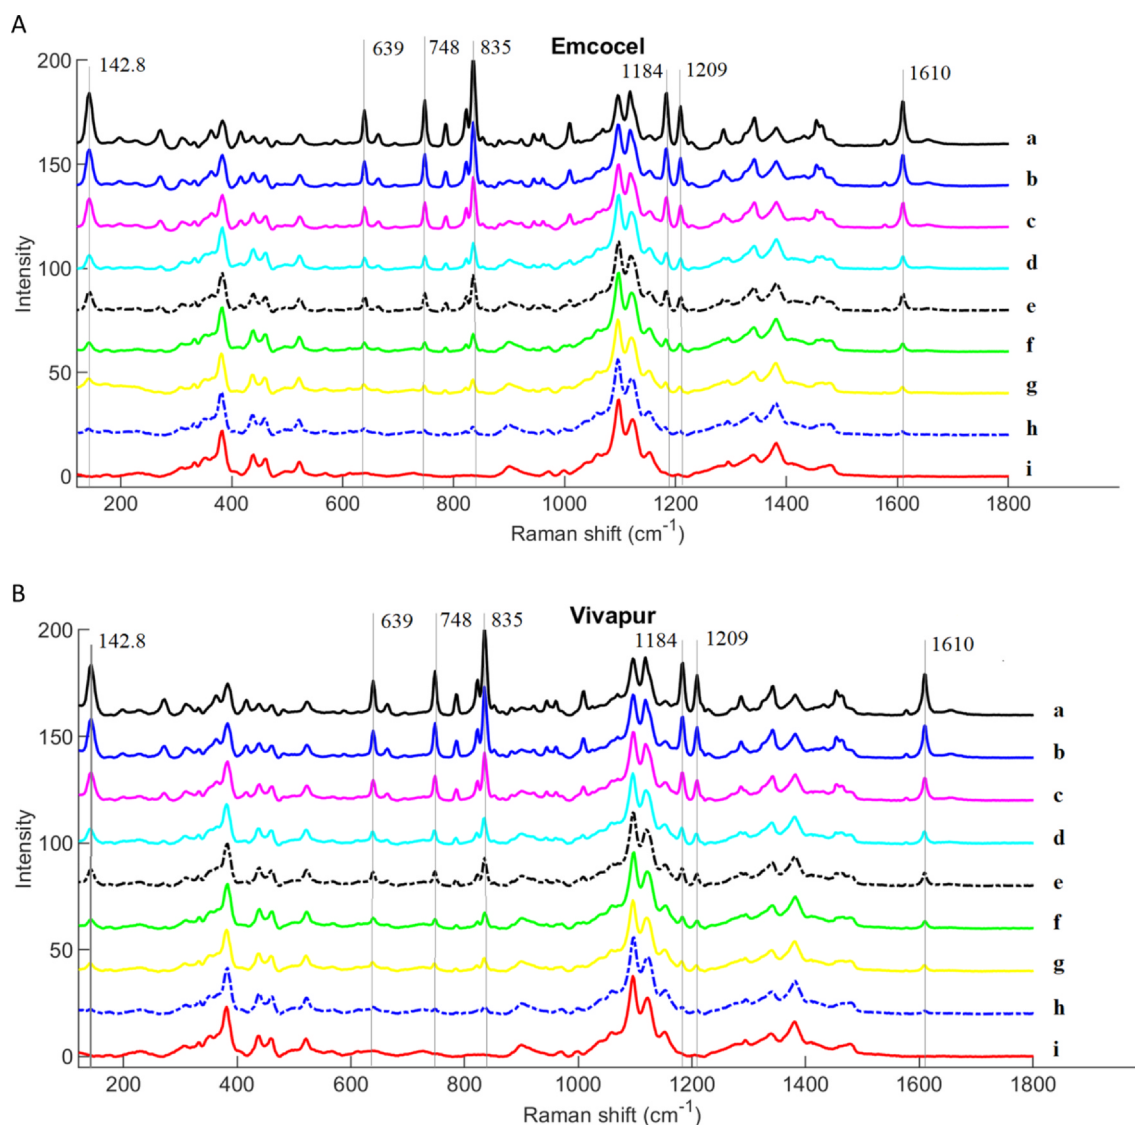 A
Emcocel
142.8
639
748
835
1184
1209
1610
200
150
100
50
0
Intensity
a
b
c
d
e
f
g
h
i
200 400 600 800 1000 1200 1400 1600 1800
Raman shift (cm⁻¹)
B
Vivapur
142.8
639
748
835
1184
1209
1610
200
150
100
50
0
Intensity
a
b
c
d
e
f
g
h
i
200 400 600 800 1000 1200 1400 1600 1800
Raman shift (cm⁻¹)